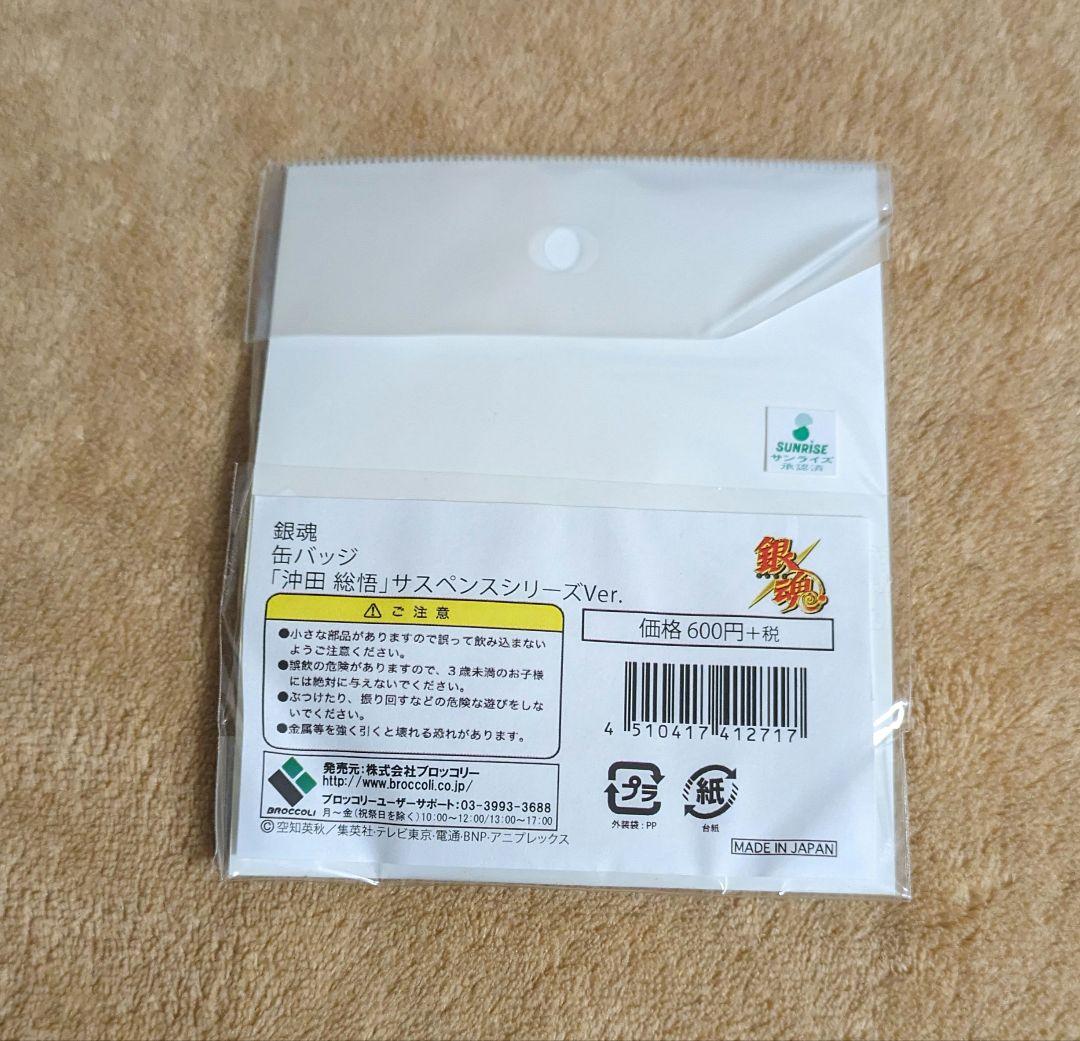 SUNRISE
サンライズ
承認済
銀魂
缶バッジ
「沖田 総悟」サスペンスシリーズVer.
銀魂
⚠ ご注意
●小さな部品がありますので誤って飲み込まない
ようご注意ください。
●誤飲の危険がありますので、3歳未満のお子様
には絶対に与えないでください。
●ぶつけたり、振り回すなどの危険な遊びをしな
いでください。
●金属等を強く引くと壊れる恐れがあります。
価格 600円+税
4 510417 412717
BROCCOLI
発売元:株式会社ブロッコリー
http://www.broccoli.co.jp/
ブロッコリーユーザーサポート:03-3993-3688
月〜金(祝祭日を除く)10:00〜12:00/13:00〜17:00
プラ
外装袋:PP
紙
台紙
©空知英秋/集英社・テレビ東京・電通・BNP・アニプレックス
MADE IN JAPAN